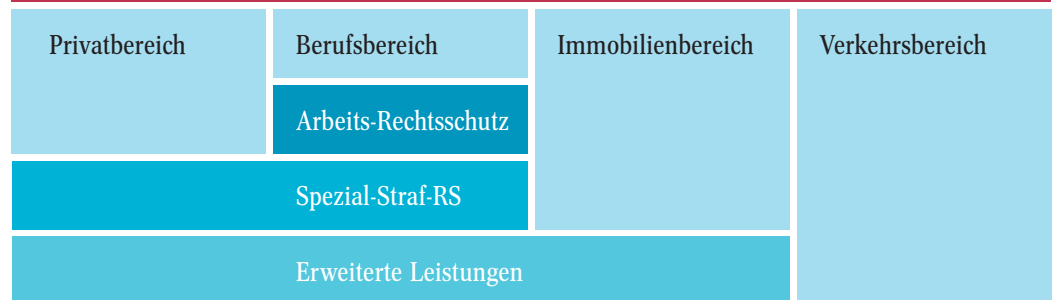 Privatbereich
Berufsbereich
Immobilienbereich
Verkehrsbereich
Arbeits-Rechtsschutz
Spezial-Straf-RS
Erweiterte Leistungen